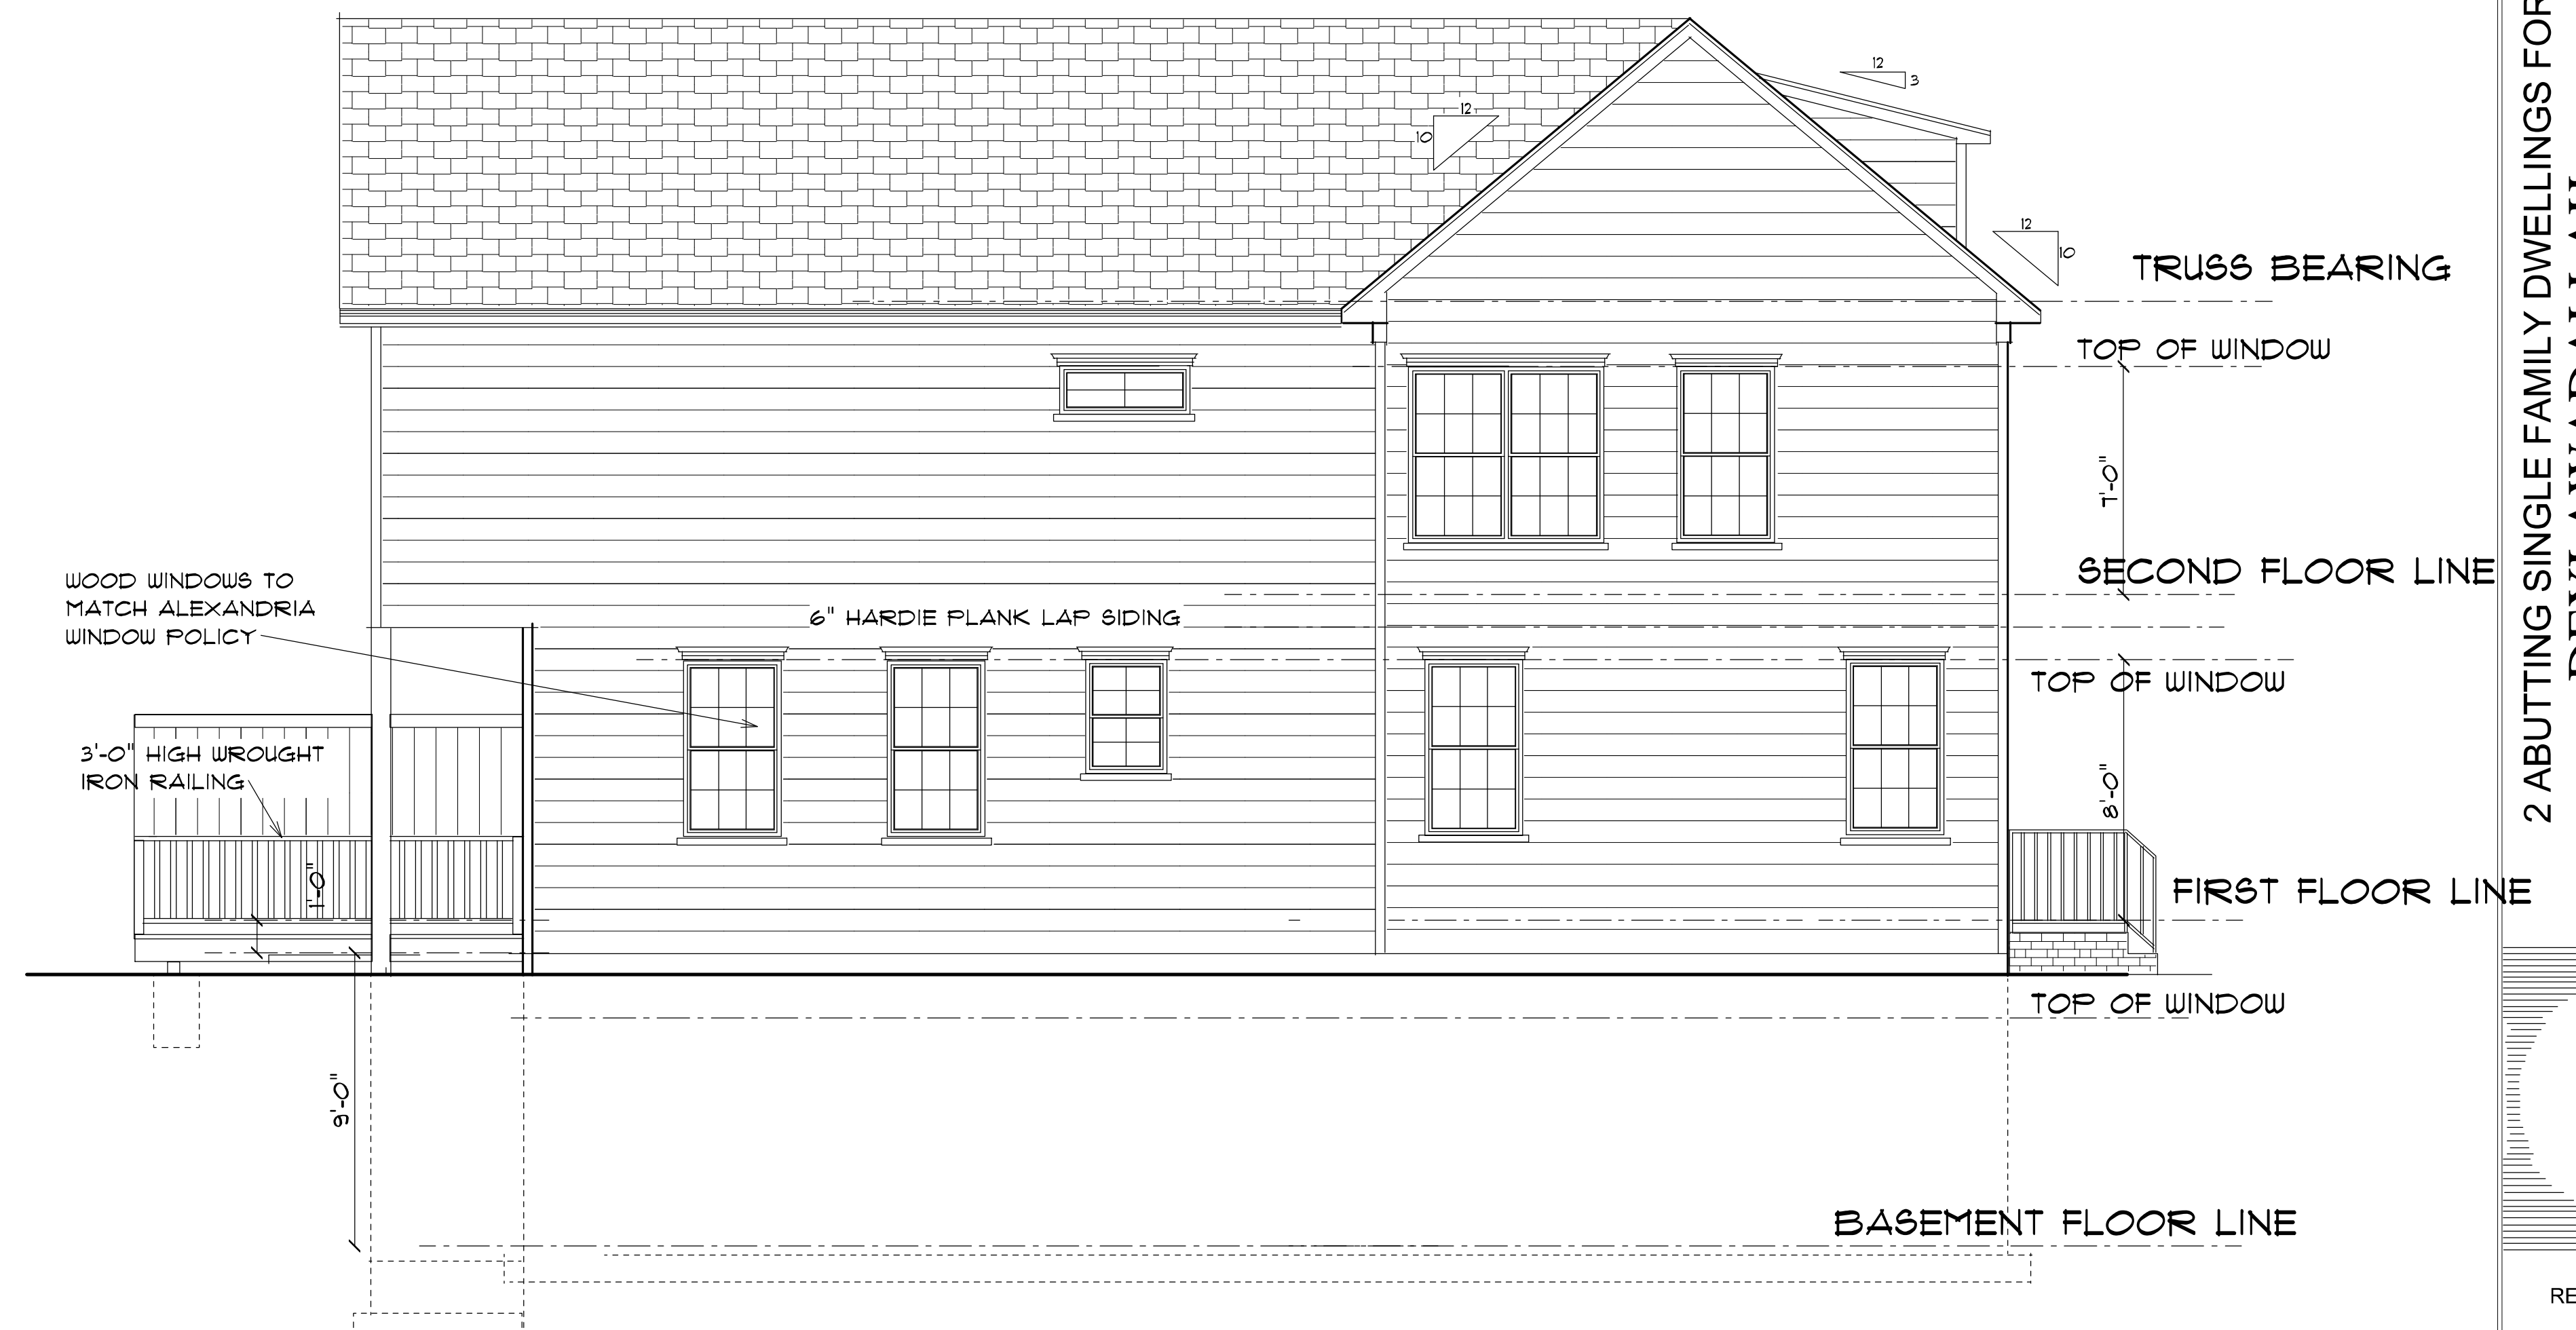 12
3
12
10
12
10
TRUSS BEARING
TOP OF WINDOW
7'-0"
SECOND FLOOR LINE
WOOD WINDOWS TO
MATCH ALEXANDRIA
WINDOW POLICY
6" HARDIE PLANK LAP SIDING
TOP OF WINDOW
3'-0" HIGH WROUGHT
IRON RAILING
8'-0"
1'-0"
FIRST FLOOR LINE
TOP OF WINDOW
9'-0"
BASEMENT FLOOR LINE
2 ABUTTING SINGLE FAMILY DWELLINGS FOR
RE